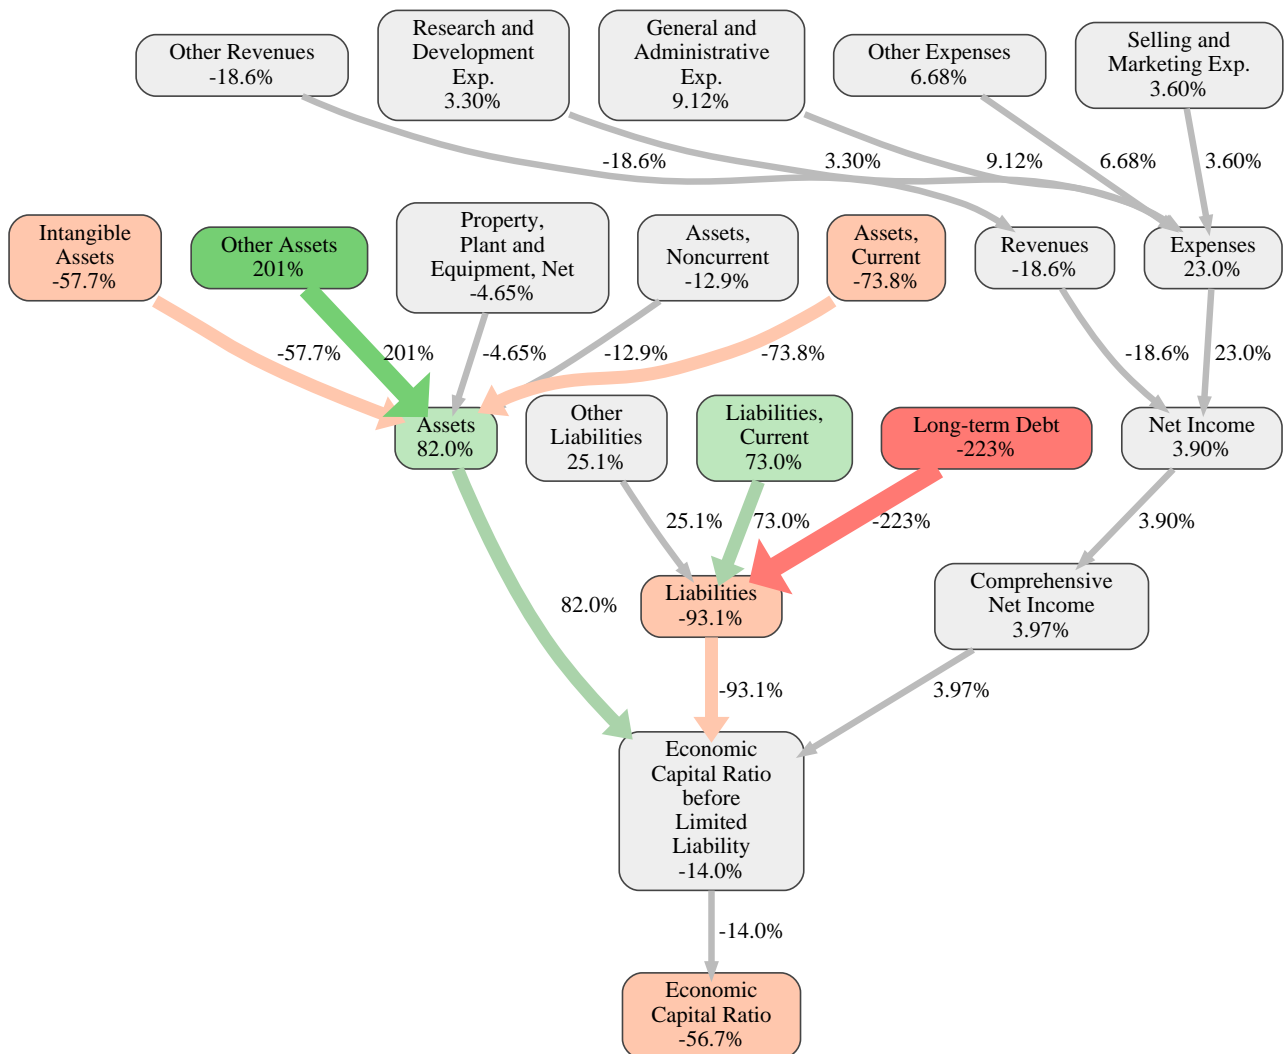 Other Revenues
-18.6%
Research and
Development
Exp.
3.30%
General and
Administrative
Exp.
9.12%
Other Expenses
6.68%
Selling and
Marketing Exp.
3.60%
-18.6%
3.30%
9.12%
6.68%
3.60%
Intangible
Assets
-57.7%
Other Assets
201%
Property,
Plant and
Equipment, Net
-4.65%
Assets,
Noncurrent
-12.9%
Assets,
Current
-73.8%
Revenues
-18.6%
Expenses
23.0%
-57.7%
201%
-4.65%
-12.9%
-73.8%
-18.6%
23.0%
Assets
82.0%
Other
Liabilities
25.1%
Liabilities,
Current
73.0%
Long-term Debt
-223%
Net Income
3.90%
25.1%
73.0%
-223%
3.90%
82.0%
Liabilities
-93.1%
Comprehensive
Net Income
3.97%
-93.1%
3.97%
Economic
Capital Ratio
before
Limited
Liability
-14.0%
-14.0%
Economic
Capital Ratio
-56.7%